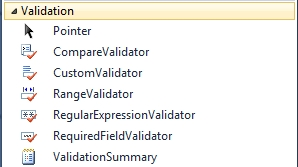 Validation
Pointer
CompareValidator
CustomValidator
RangeValidator
RegularExpressionValidator
RequiredFieldValidator
ValidationSummary